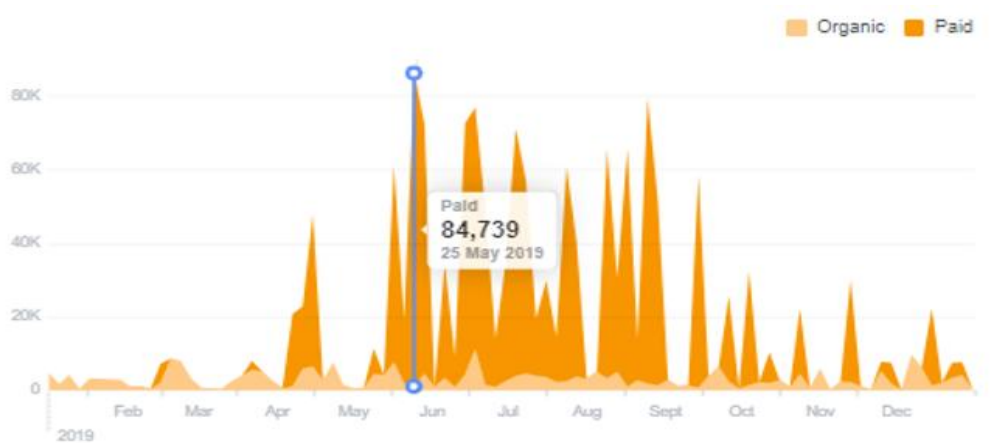 Organic Paid
80K
60K
Paid
84,739
25 May 2019
40K
20K
0
Feb Mar Apr May Jun Jul Aug Sept Oct Nov Dec
2019